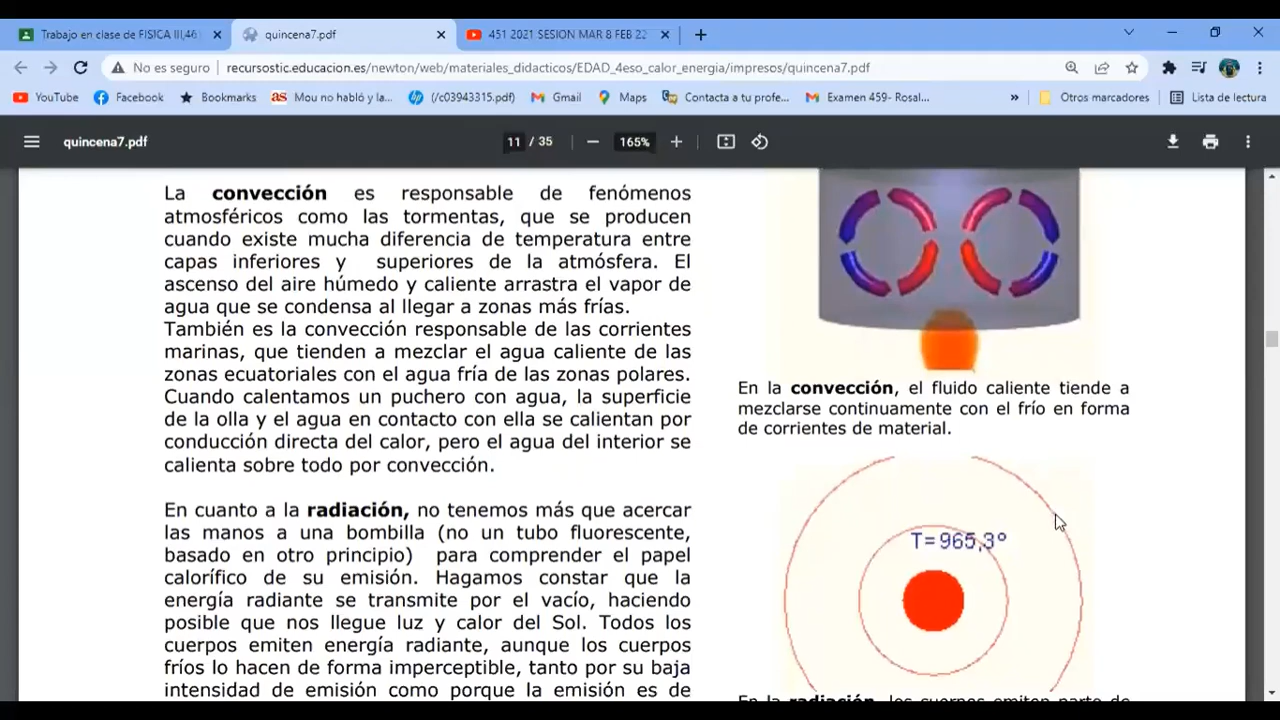 Trabajo en clase de FISICA III,46
quincena7.pdf
451 2021 SESION MAR 8 FEB 22
No es seguro
recursostic.educacion.es/newton/web/materiales_didacticos/EDAD_4eso_calor_energia/impresos/quincena7.pdf
YouTube
Facebook
Bookmarks
as Mou no habló y la...
(/c03943315.pdf)
Gmail
Maps
Contacta a tu profe...
Examen 459- Rosal...
»
Otros marcadores
Lista de lectura
quincena7.pdf
11 / 35
165%
La convección es responsable de fenómenos
atmosféricos como las tormentas, que se producen
cuando existe mucha diferencia de temperatura entre
capas inferiores y superiores de la atmósfera. El
ascenso del aire húmedo y caliente arrastra el vapor de
agua que se condensa al llegar a zonas más frías.
También es la convección responsable de las corrientes
marinas, que tienden a mezclar el agua caliente de las
zonas ecuatoriales con el agua fría de las zonas polares.
Cuando calentamos un puchero con agua, la superficie
de la olla y el agua en contacto con ella se calientan por
conducción directa del calor, pero el agua del interior se
calienta sobre todo por convección.
En cuanto a la radiación, no tenemos más que acercar
las manos a una bombilla (no un tubo fluorescente,
basado en otro principio) para comprender el papel
calorífico de su emisión. Hagamos constar que la
energía radiante se transmite por el vacío, haciendo
posible que nos llegue luz y calor del Sol. Todos los
cuerpos emiten energía radiante, aunque los cuerpos
fríos lo hacen de forma imperceptible, tanto por su baja
intensidad de emisión como porque la emisión es de
En la convección, el fluido caliente tiende a
mezclarse continuamente con el frío en forma
de corrientes de material.
T=965,3º
En la radiación, los cuerpos emiten parte de